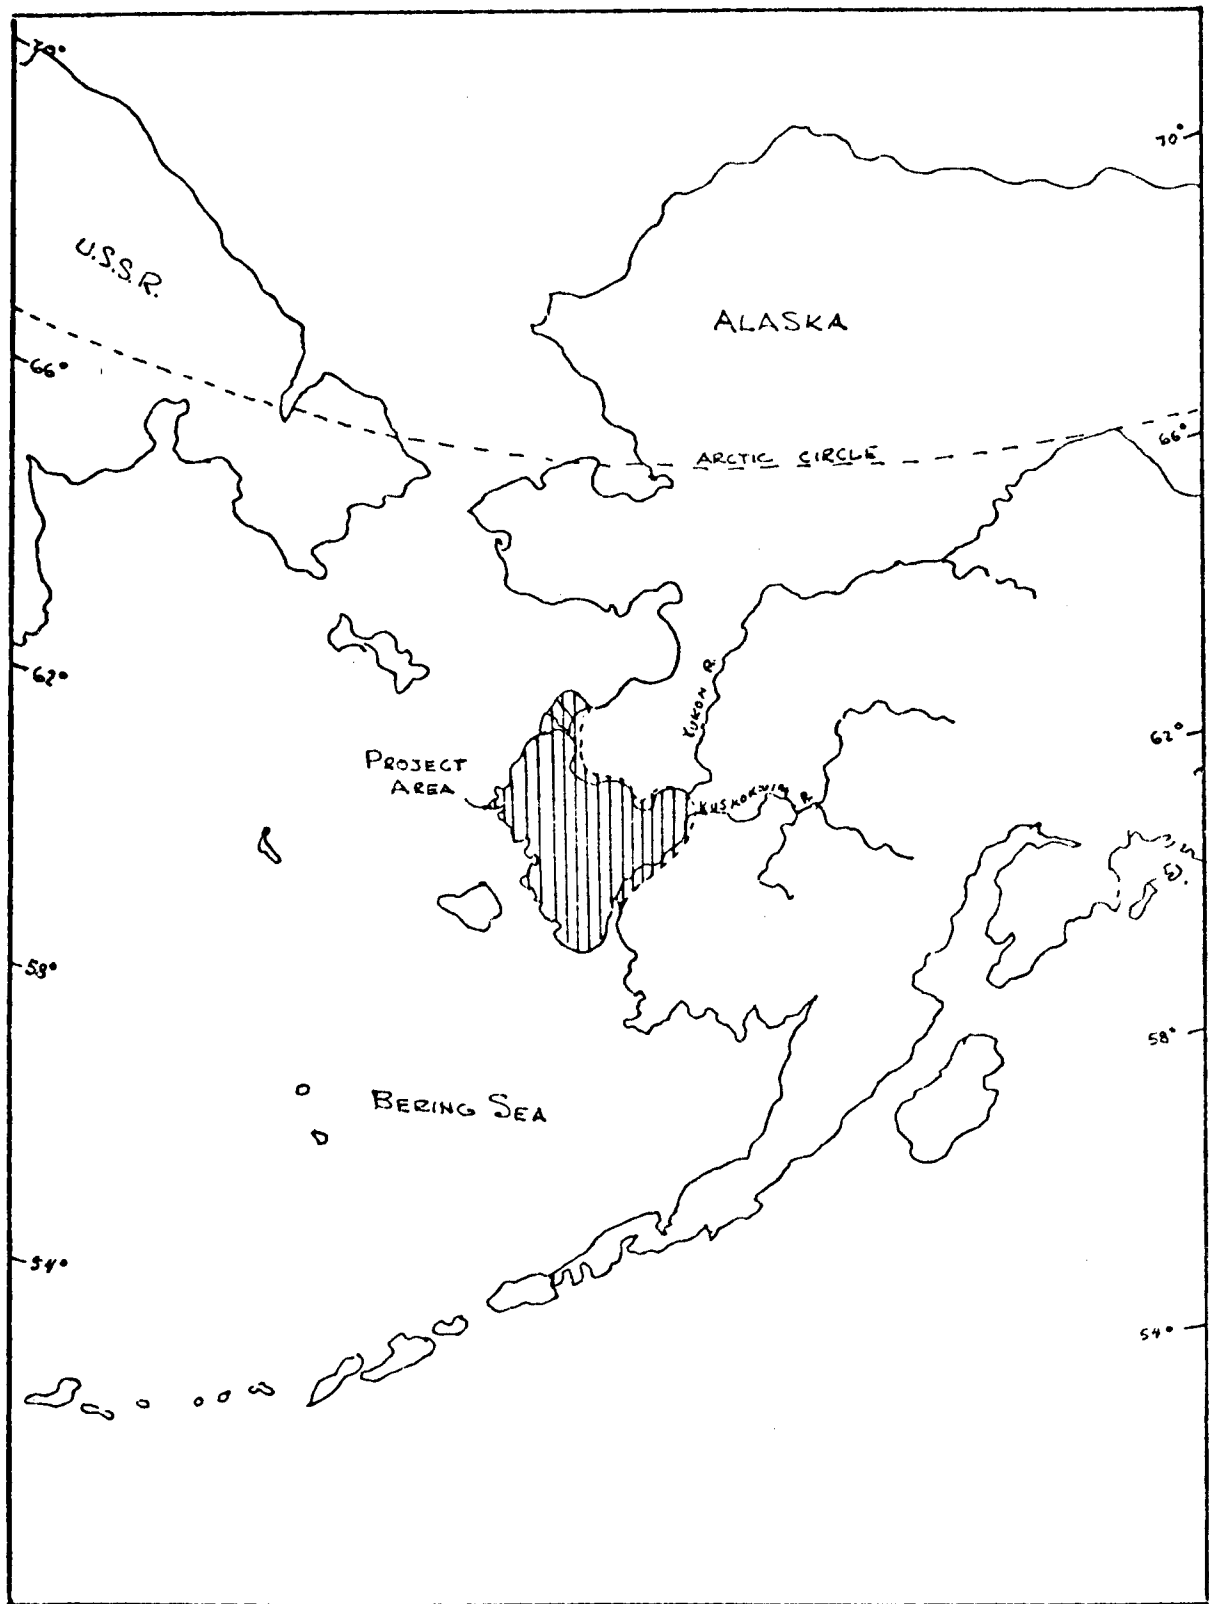 70°
70°
U.S.S.R.
ALASKA
66°
66°
ARCTIC CIRCLE
62°
YUKON R.
62°
PROJECT
AREA
KUSKOKWIM R.
58°
58°
BERING SEA
54°
54°